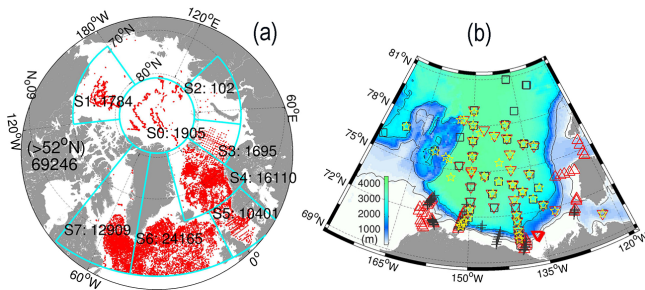 (a)
180°W
120°E
70°N
80°N
60°N
60°E
120°W
S1: 1784
S2: 102
S0: 1905
(>52°N)
69246
S3: 1695
S4: 16110
S5: 10401
S7: 12909
S6: 24165
60°W
0°
(b)
81°N
78°N
75°N
72°N
69°N
4000
3000
2000
1000
(m)
165°W
150°W
135°W
120°W